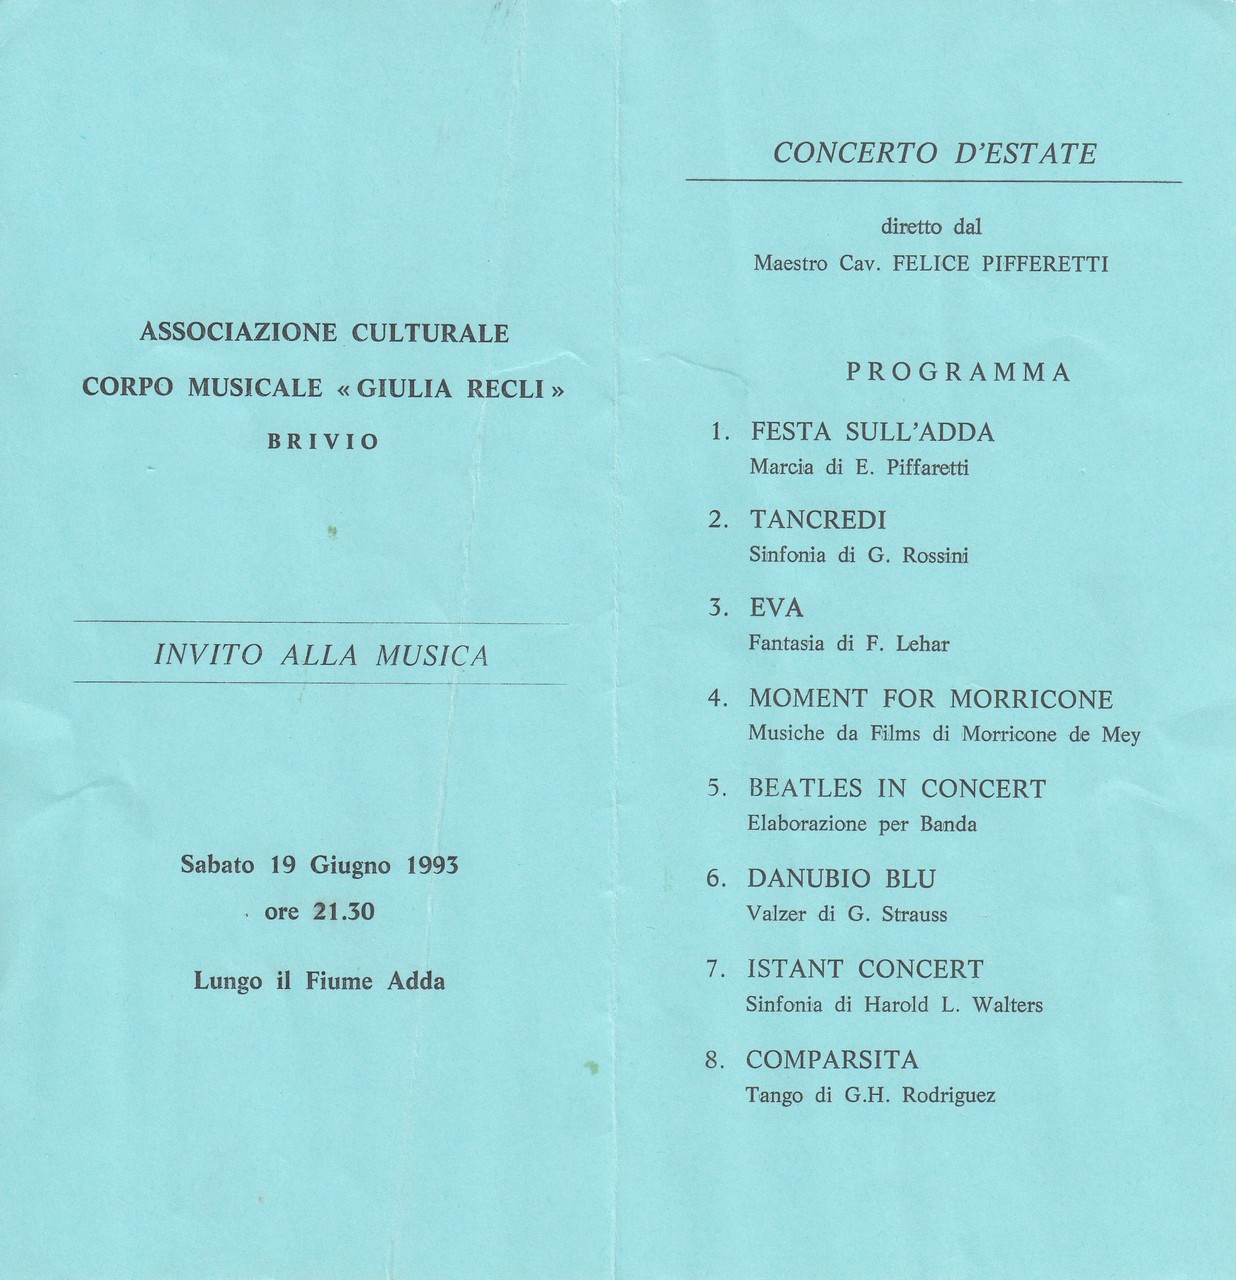 ASSOCIAZIONE CULTURALE
CORPO MUSICALE « GIULIA RECLI »
BRIVIO
INVITO ALLA MUSICA
Sabato 19 Giugno 1993
ore 21.30
Lungo il Fiume Adda
CONCERTO D'ESTATE
diretto dal
Maestro Cav. FELICE PIFFERETTI
PROGRAMMA
1. FESTA SULL'ADDA
Marcia di E. Piffaretti
2. TANCREDI
Sinfonia di G. Rossini
3. EVA
Fantasia di F. Lehar
4. MOMENT FOR MORRICONE
Musiche da Films di Morricone de Mey
5. BEATLES IN CONCERT
Elaborazione per Banda
6. DANUBIO BLU
Valzer di G. Strauss
7. ISTANT CONCERT
Sinfonia di Harold L. Walters
8. COMPARSITA
Tango di G.H. Rodriguez